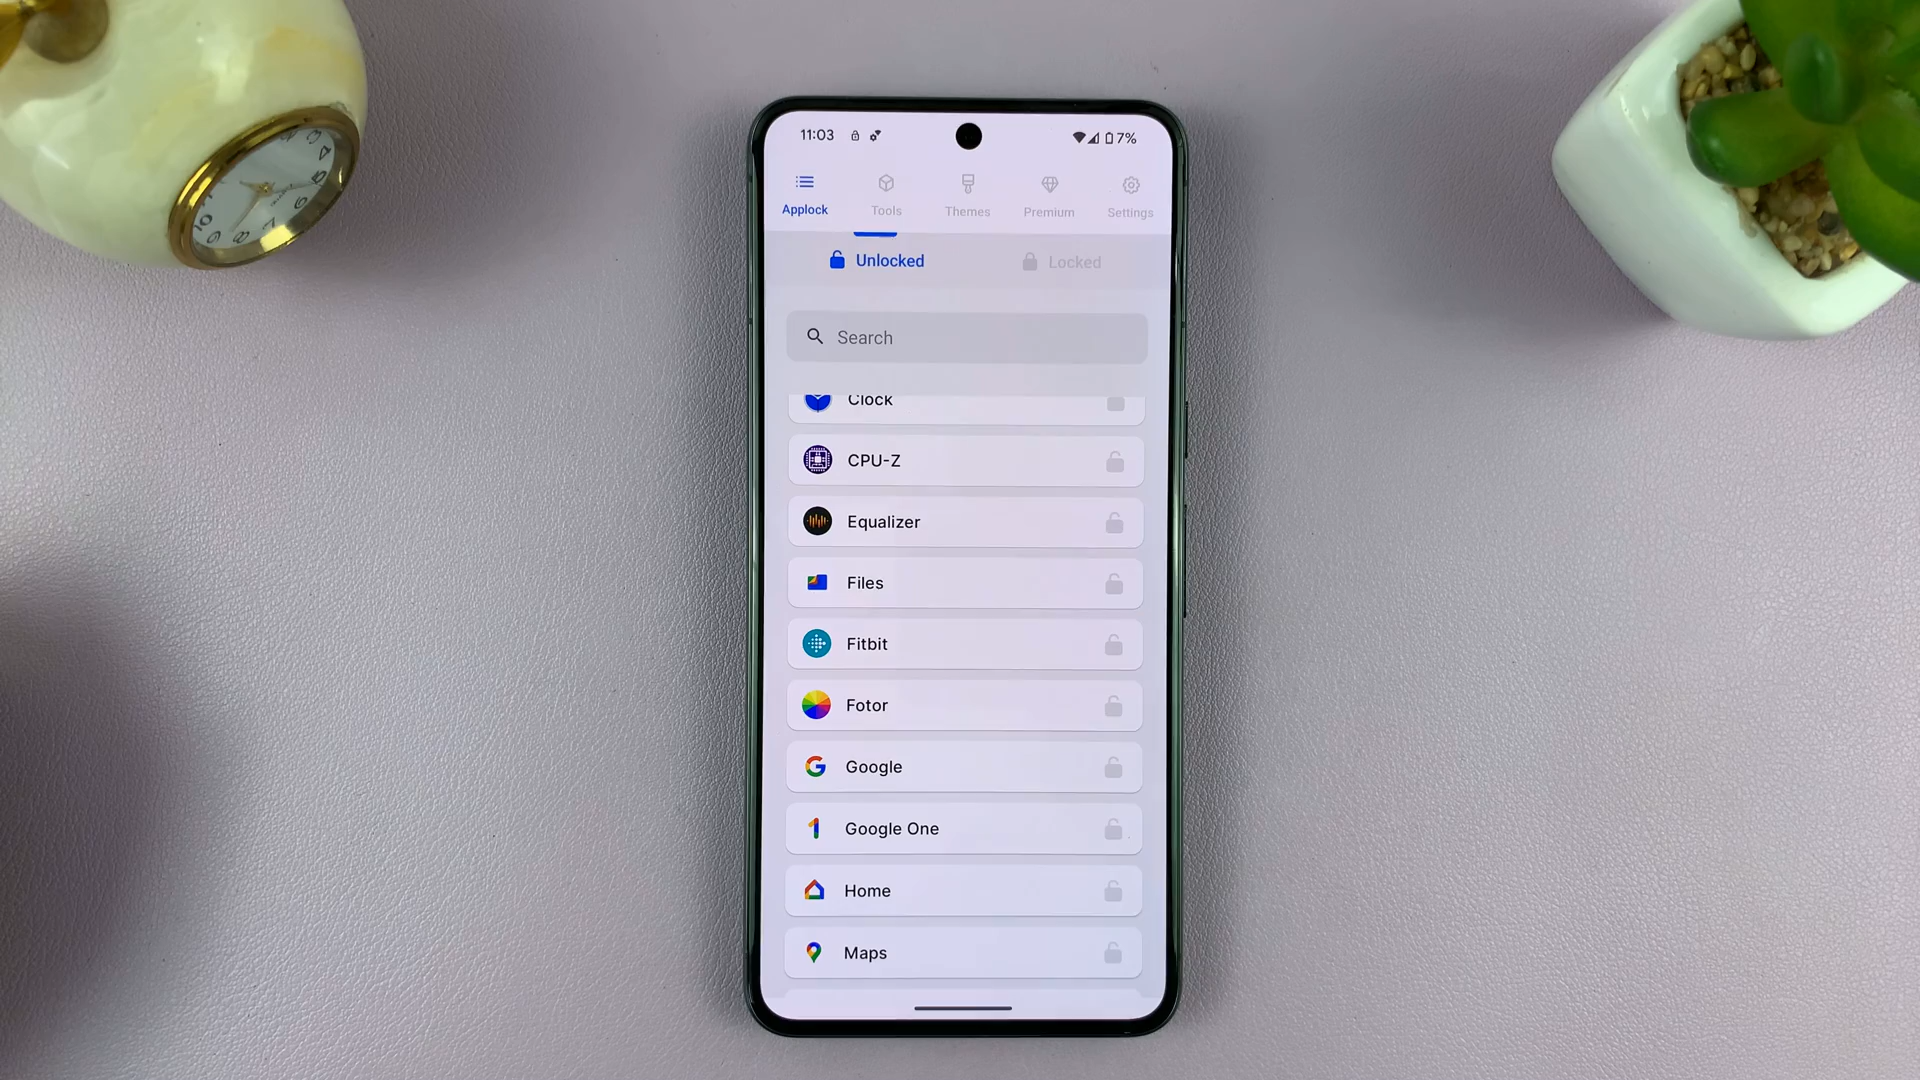 11:03 7%
Applock Tools Themes Premium Settings
Unlocked Locked
Search
Clock
CPU-Z
Equalizer
Files
Fitbit
Fotor
Google
Google One
Home
Maps